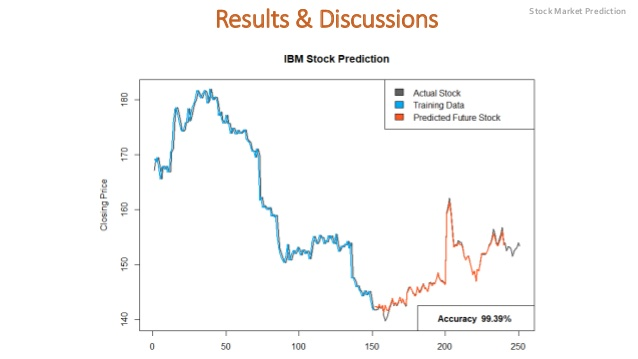 Stock Market Prediction
Results & Discussions
IBM Stock Prediction
Actual Stock
Training Data
Predicted Future Stock
Closing Price
180
170
160
150
140
Accuracy 99.39%
0
50
100
150
200
250